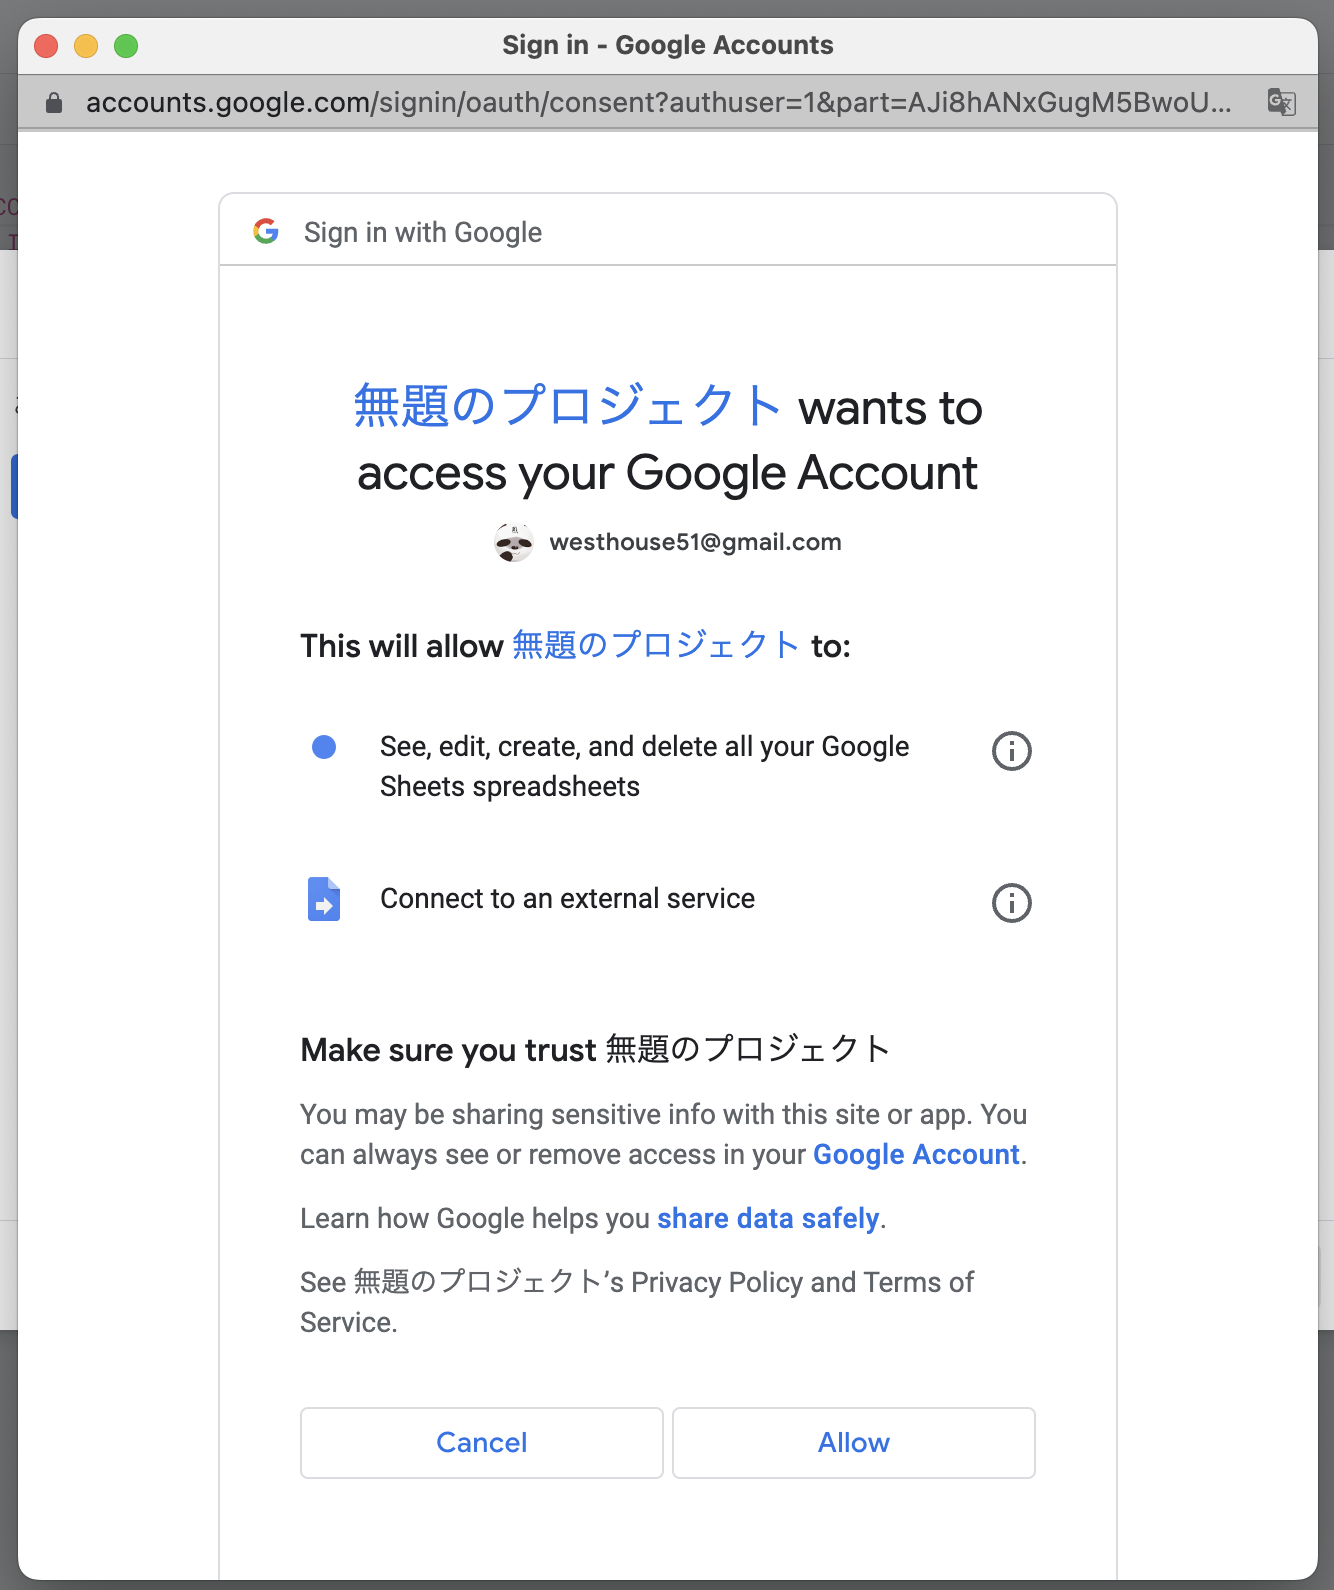 Sign in - Google Accounts
accounts.google.com/signin/oauth/consent?authuser=1&part=AJi8hANxGugM5BwoU...
Sign in with Google
無題のプロジェクト wants to
access your Google Account
westhouse51@gmail.com
This will allow 無題のプロジェクト to:
See, edit, create, and delete all your Google
Sheets spreadsheets
Connect to an external service
Make sure you trust 無題のプロジェクト
You may be sharing sensitive info with this site or app. You
can always see or remove access in your Google Account.
Learn how Google helps you share data safely.
See 無題のプロジェクト’s Privacy Policy and Terms of
Service.
Cancel
Allow